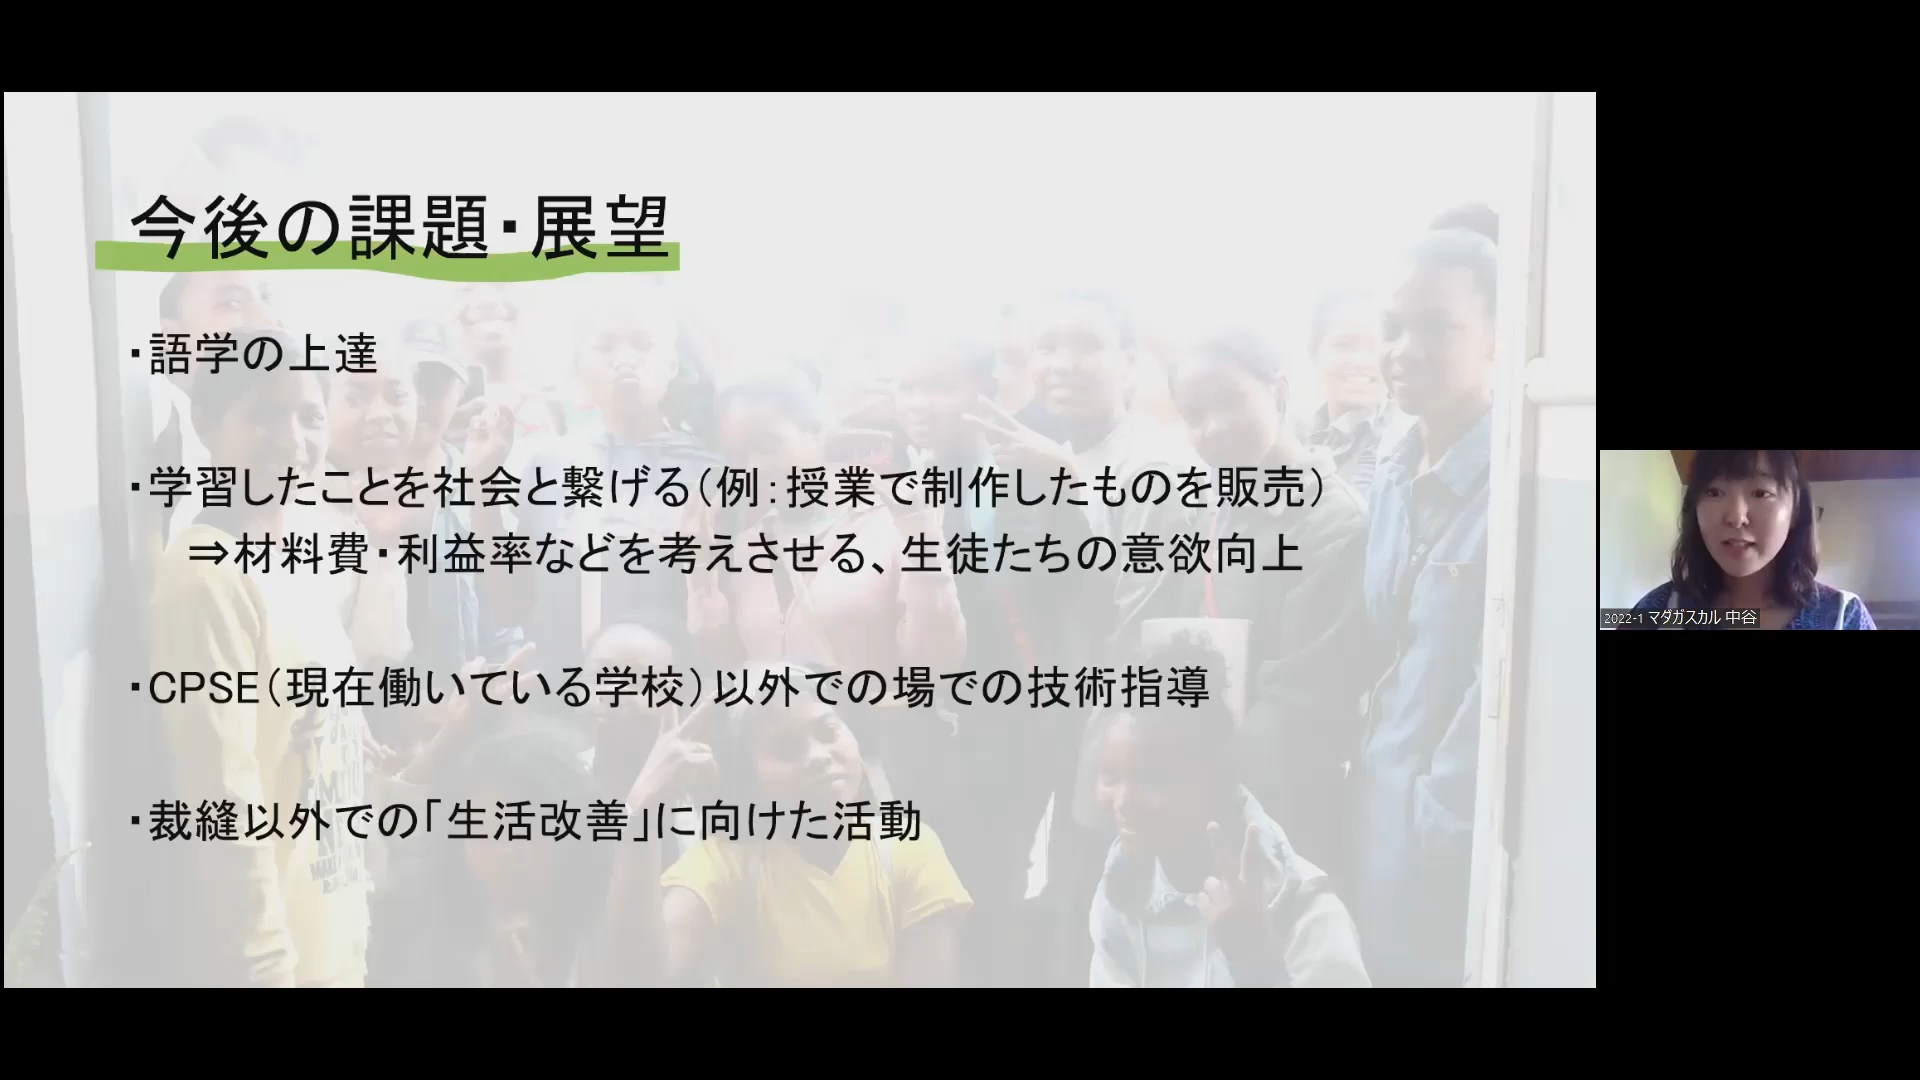 今後の課題・展望
・語学の上達
・学習したことを社会と繋げる（例：授業で制作したものを販売）
⇒材料費・利益率などを考えさせる、生徒たちの意欲向上
・CPSE（現在働いている学校）以外での場での技術指導
・裁縫以外での「生活改善」に向けた活動
2022-1 マダガスカル 中谷